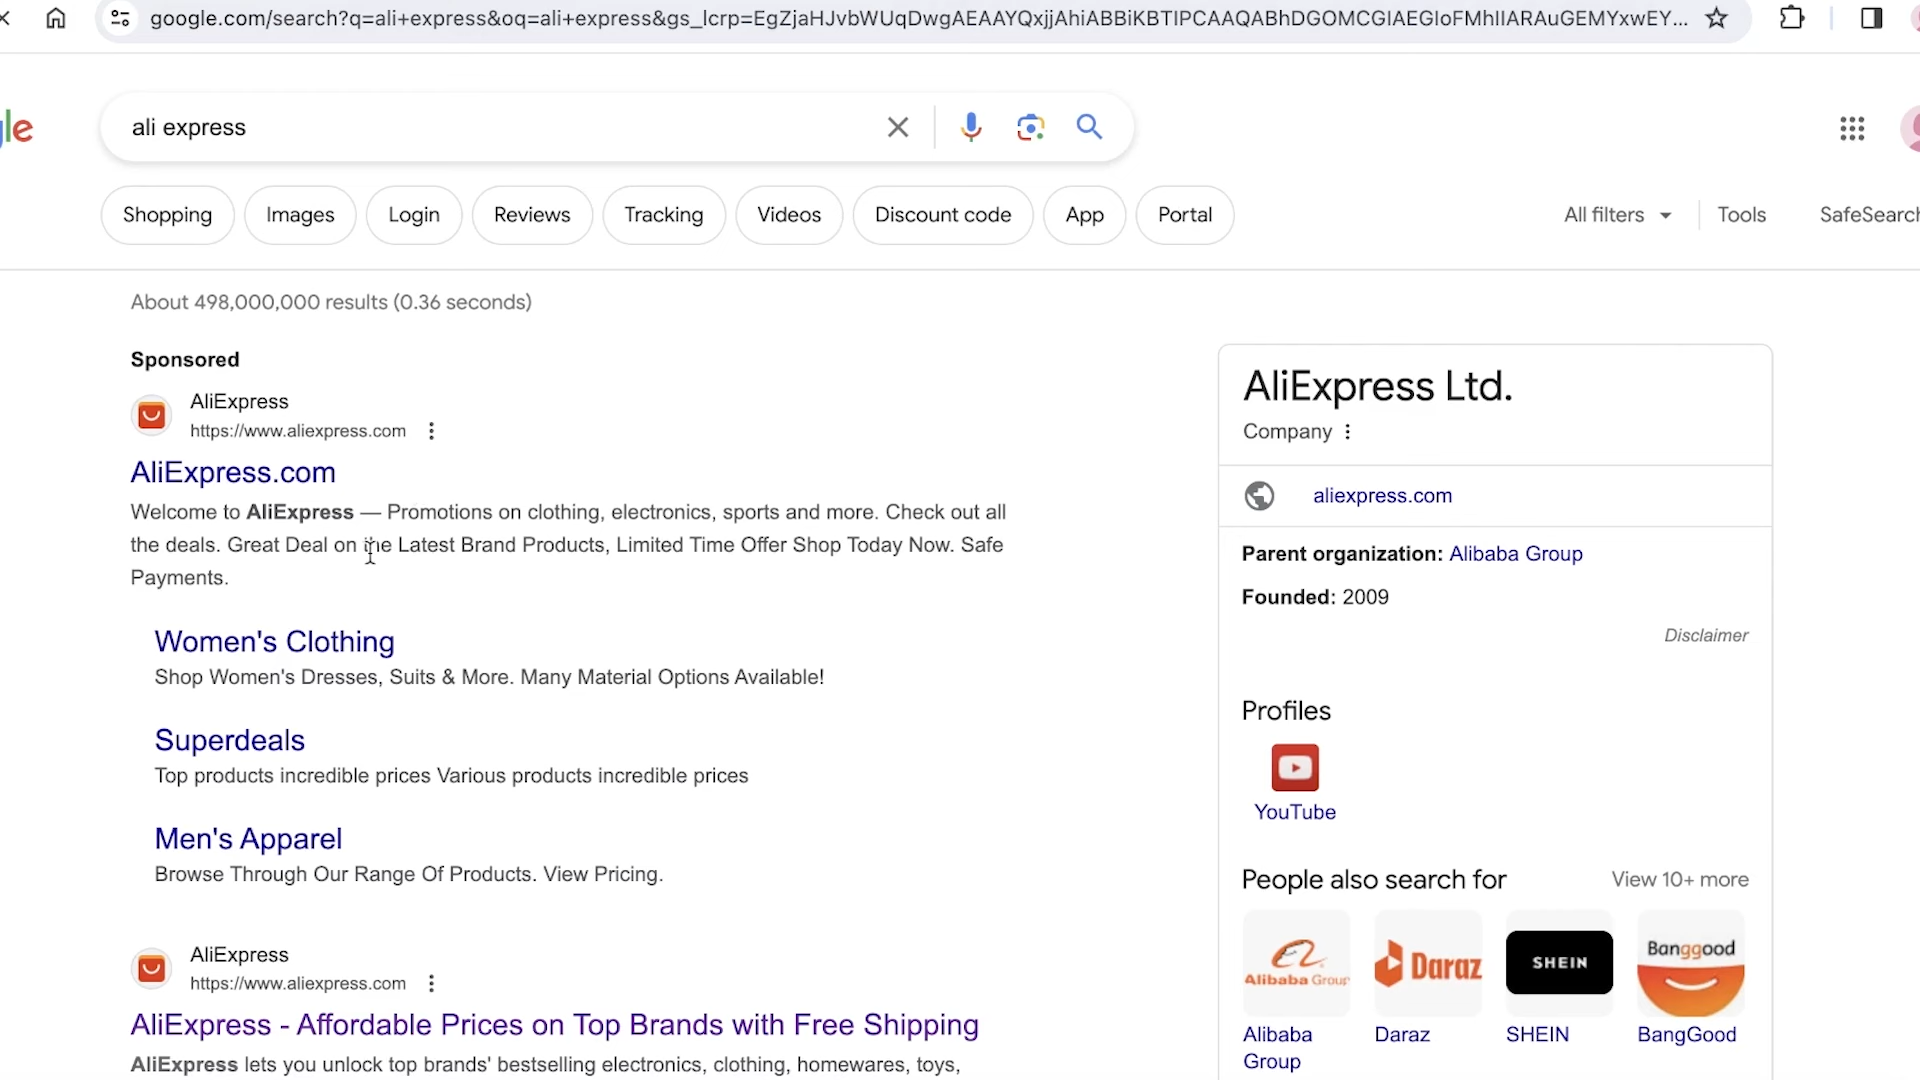 google.com/search?q=ali+express&oq=ali+express&gs_lcrp=EgZjaHJvbWUqDwgAEAAYQxjjAhiABBiKBTIPCAAQABhDGOMCGIAEGIoFMhIIARAuGEMYxwEY...
le
ali express
Shopping
Images
Login
Reviews
Tracking
Videos
Discount code
App
Portal
All filters
Tools
SafeSearch
About 498,000,000 results (0.36 seconds)
Sponsored
AliExpress
https://www.aliexpress.com
AliExpress.com
Welcome to AliExpress — Promotions on clothing, electronics, sports and more. Check out all
the deals. Great Deal on the Latest Brand Products, Limited Time Offer Shop Today Now. Safe
Payments.
Women's Clothing
Shop Women's Dresses, Suits & More. Many Material Options Available!
Superdeals
Top products incredible prices Various products incredible prices
Men's Apparel
Browse Through Our Range Of Products. View Pricing.
AliExpress
https://www.aliexpress.com
AliExpress - Affordable Prices on Top Brands with Free Shipping
AliExpress lets you unlock top brands' bestselling electronics, clothing, homewares, toys,
AliExpress Ltd.
Company
aliexpress.com
Parent organization: Alibaba Group
Founded: 2009
Disclaimer
Profiles
YouTube
People also search for
View 10+ more
Alibaba Group
Daraz
SHEIN
Banggood
Alibaba
Group
Daraz
SHEIN
BangGood